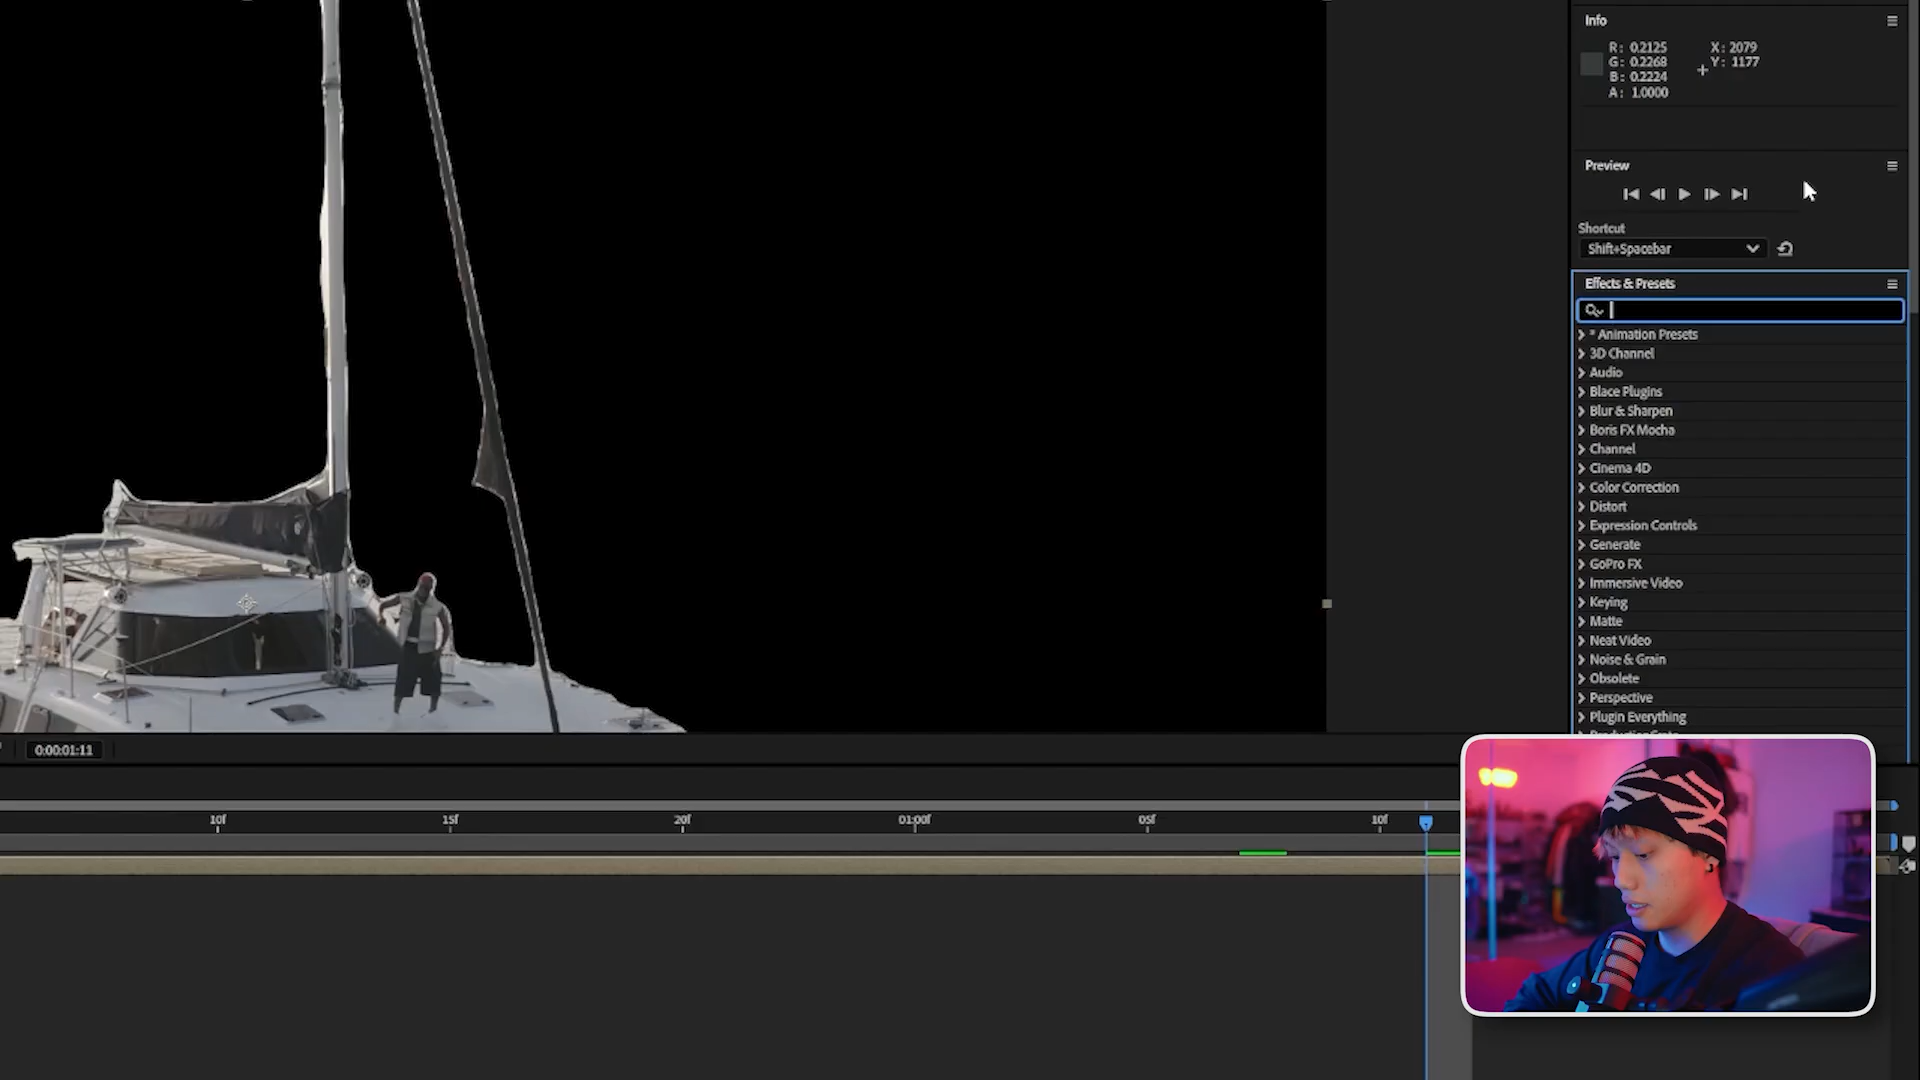 Info
R: 0.2125
X: 2079
G: 0.2268
Y: 1177
B: 0.2224
A: 1.0000
Preview
Shortcut
Shift+Spacebar
Effects & Presets
* Animation Presets
3D Channel
Audio
Blace Plugins
Blur & Sharpen
Boris FX Mocha
Channel
Cinema 4D
Color Correction
Distort
Expression Controls
Generate
GoPro FX
Immersive Video
Keying
Matte
Neat Video
Noise & Grain
Obsolete
Perspective
Plugin Everything
0:00:01:11
10f
15f
20f
01:00f
05f
10f